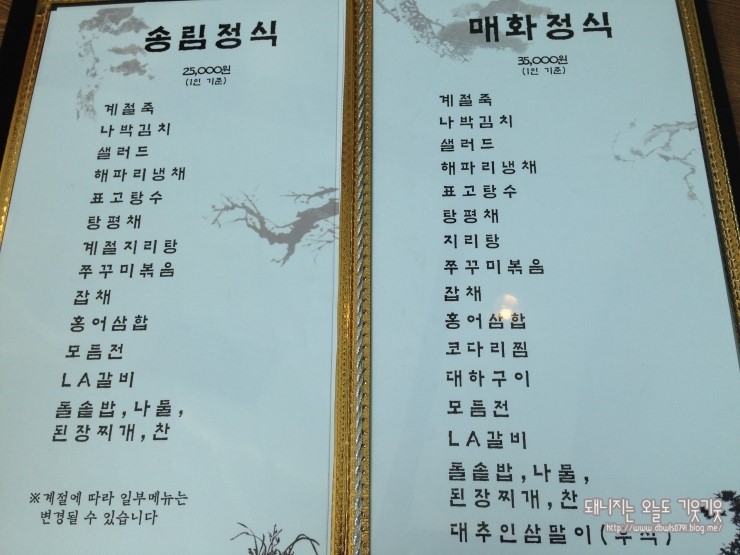 송림정식
25,000원
(1인 기준)
계절죽
나박김치
샐러드
해파리냉채
표고탕수
탕평채
계절지리탕
쭈꾸미볶음
잡채
홍어삼합
모듬전
LA갈비
돌솥밥,나물,
된장찌개,찬
※계절에 따라 일부메뉴는
변경될 수 있습니다
매화정식
35,000원
(1인 기준)
계절죽
나박김치
샐러드
해파리냉채
표고탕수
탕평채
지리탕
쭈꾸미볶음
잡채
홍어삼합
코다리찜
대하구이
모듬전
LA갈비
돌솥밥,나물,
된장찌개,찬
대추인삼말이(후식)
돼나지는 오늘도 기웃기웃
http://www.dbwls0791.blog.me/